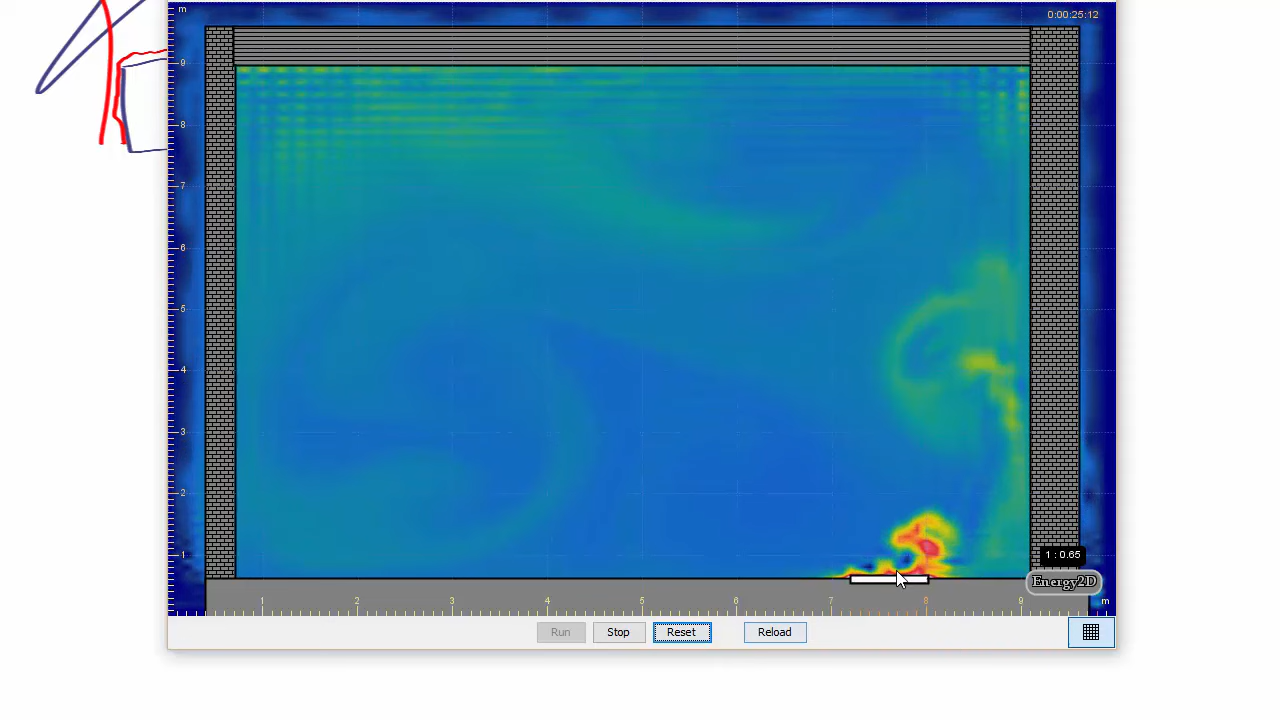 m
0:00:25:12
9
8
7
6
5
4
3
2
1
1 : 0.65
Energy2D
1 2 3 4 5 6 7 8 9 m
Run Stop Reset Reload